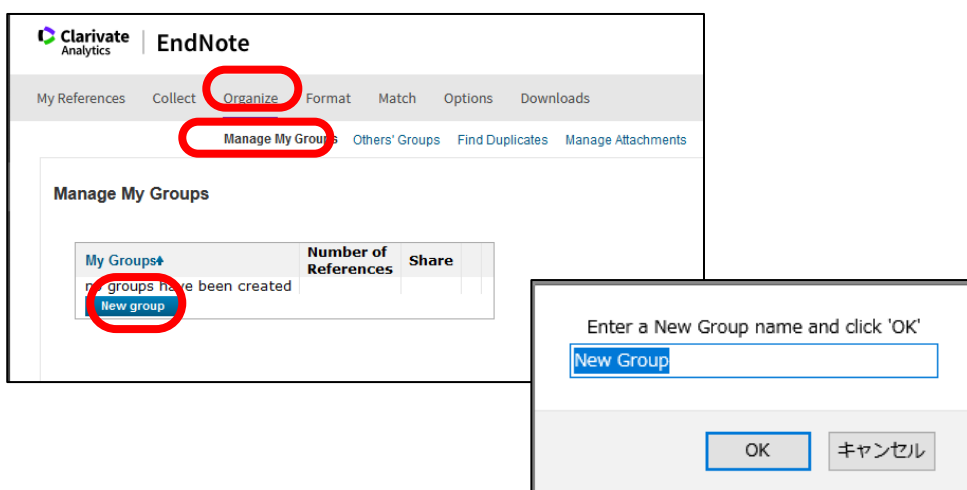 Clarivate
Analytics
EndNote
My References Collect Organize Format Match Options Downloads
Manage My Groups Others' Groups Find Duplicates Manage Attachments
Manage My Groups
My Groups Number of References Share
no groups have been created
New group
Enter a New Group name and click 'OK'
New Group
OK キャンセル